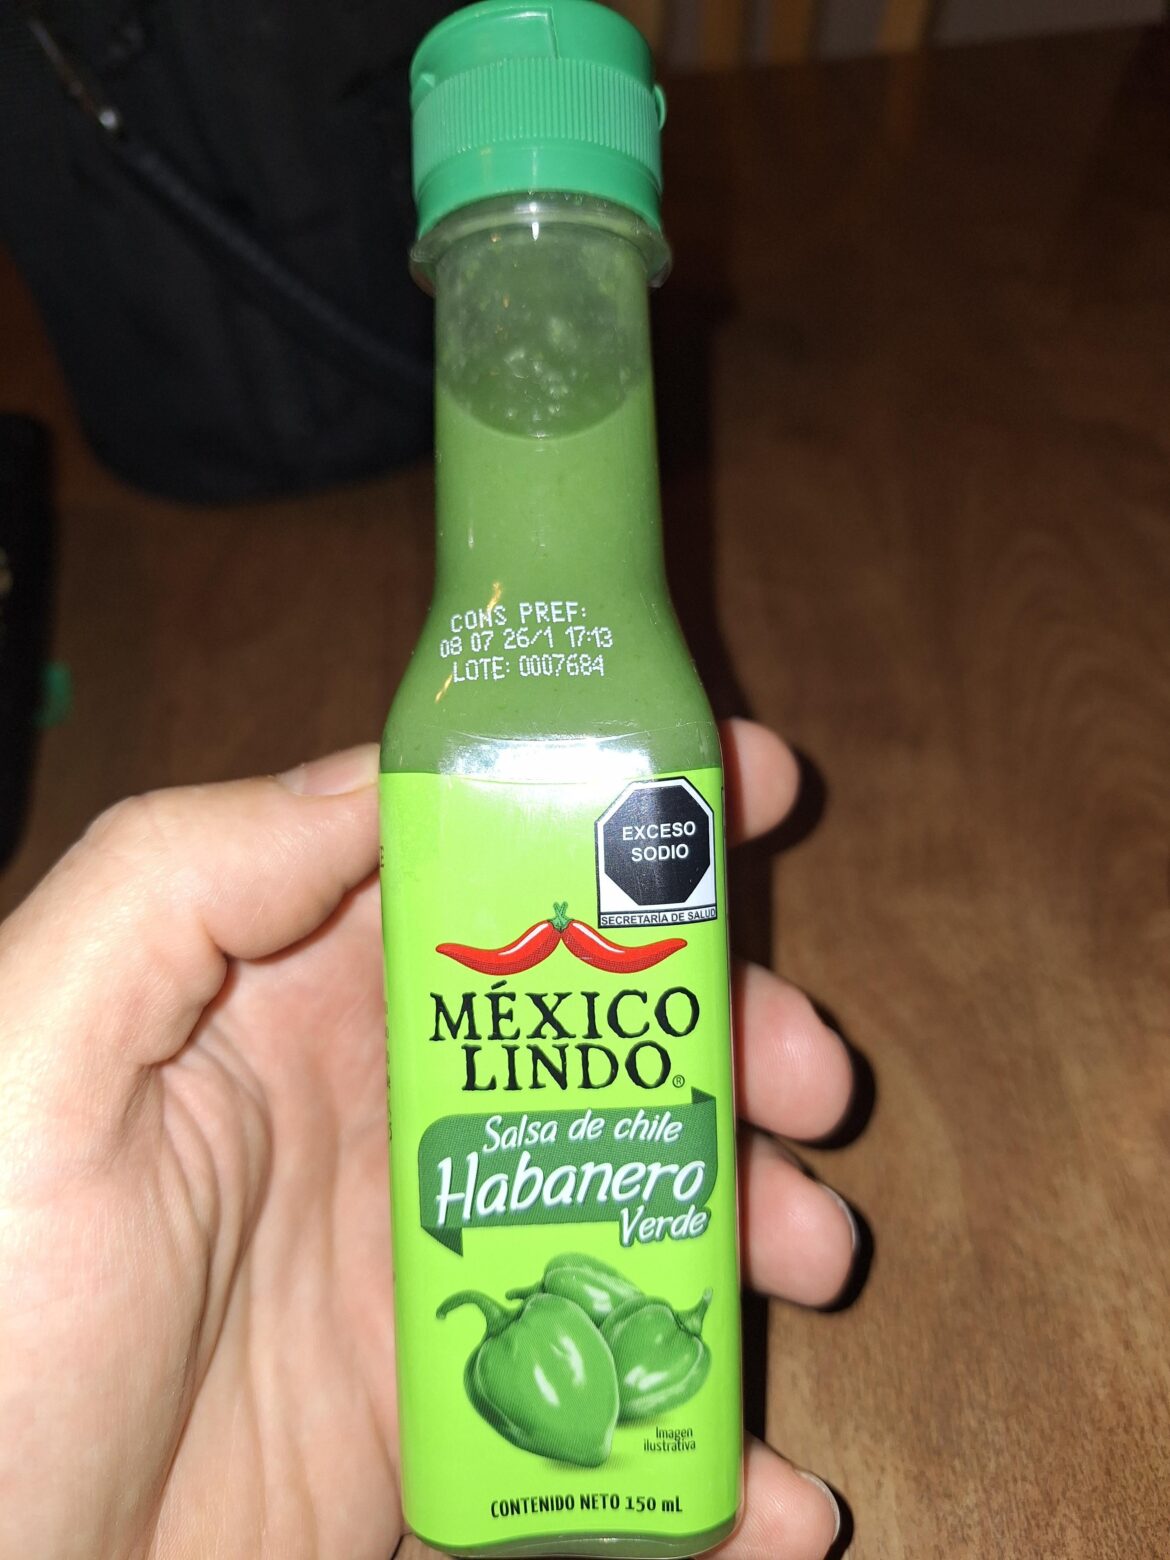 CONS PREF:
08 07 26/1 17:13
LOTE: 0007684
EXCESO
SODIO
SECRETARÍA DE SALUD
MÉXICO
LINDO®
Salsa de chile
Habanero
Verde
Imagen
ilustrativa
CONTENIDO NETO 150 mL